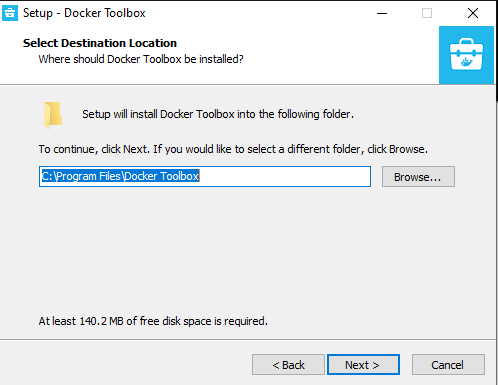 Setup - Docker Toolbox
Select Destination Location
Where should Docker Toolbox be installed?
Setup will install Docker Toolbox into the following folder.
To continue, click Next. If you would like to select a different folder, click Browse.
C:\Program Files\Docker Toolbox
Browse...
At least 140.2 MB of free disk space is required.
< Back
Next >
Cancel